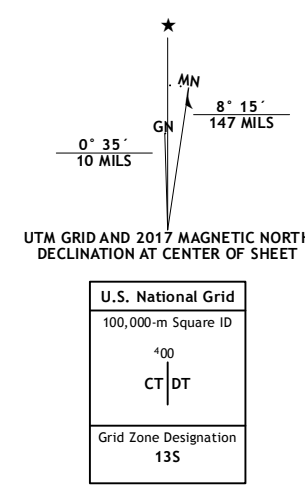 ★
MN
GN
8° 15´
147 MILS
0° 35´
10 MILS
UTM GRID AND 2017 MAGNETIC NORTH
DECLINATION AT CENTER OF SHEET
U.S. National Grid
100,000-m Square ID
⁴00
CT DT
Grid Zone Designation
13S